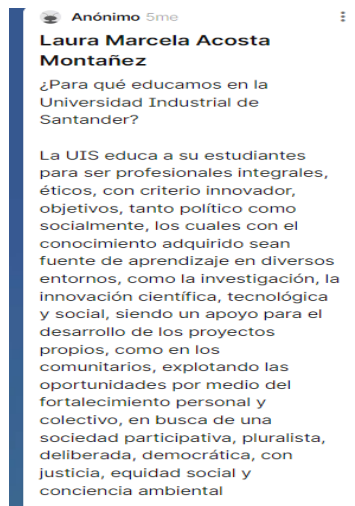 Anónimo 5me
Laura Marcela Acosta
Montañez
¿Para qué educamos en la
Universidad Industrial de
Santander?
La UIS educa a su estudiantes
para ser profesionales integrales,
éticos, con criterio innovador,
objetivos, tanto político como
socialmente, los cuales con el
conocimiento adquirido sean
fuente de aprendizaje en diversos
entornos, como la investigación, la
innovación científica, tecnológica
y social, siendo un apoyo para el
desarrollo de los proyectos
propios, como en los
comunitarios, explotando las
oportunidades por medio del
fortalecimiento personal y
colectivo, en busca de una
sociedad participativa, pluralista,
deliberada, democrática, con
justicia, equidad social y
conciencia ambiental